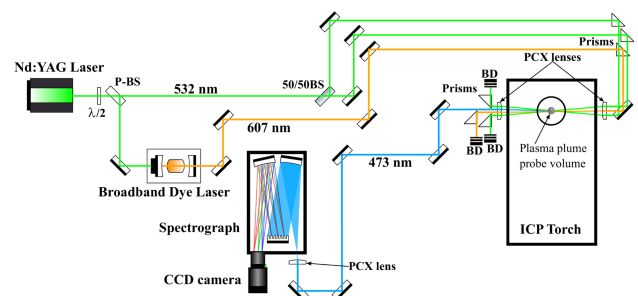 Nd:YAG Laser
P-BS
λ/2
532 nm
50/50BS
Prisms
PCX lenses
BD
Prisms
607 nm
473 nm
BD
BD
Plasma plume
probe volume
Broadband Dye Laser
Spectrograph
ICP Torch
PCX lens
CCD camera